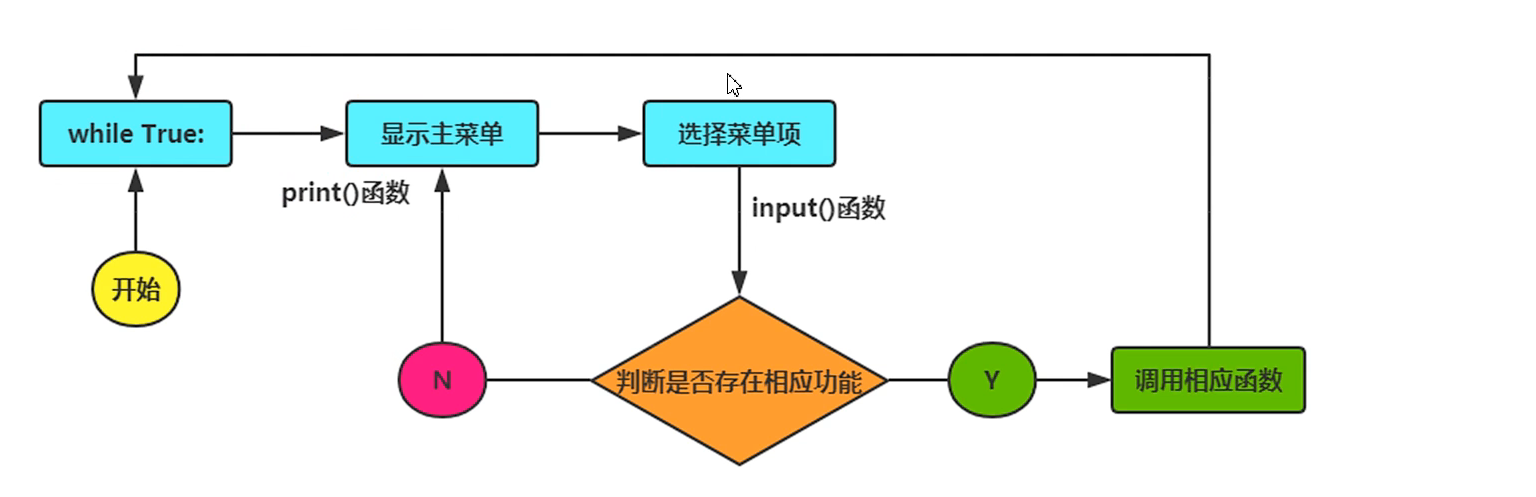 while True:
显示主菜单
选择菜单项
print()函数
input()函数
开始
N
判断是否存在相应功能
Y
调用相应函数